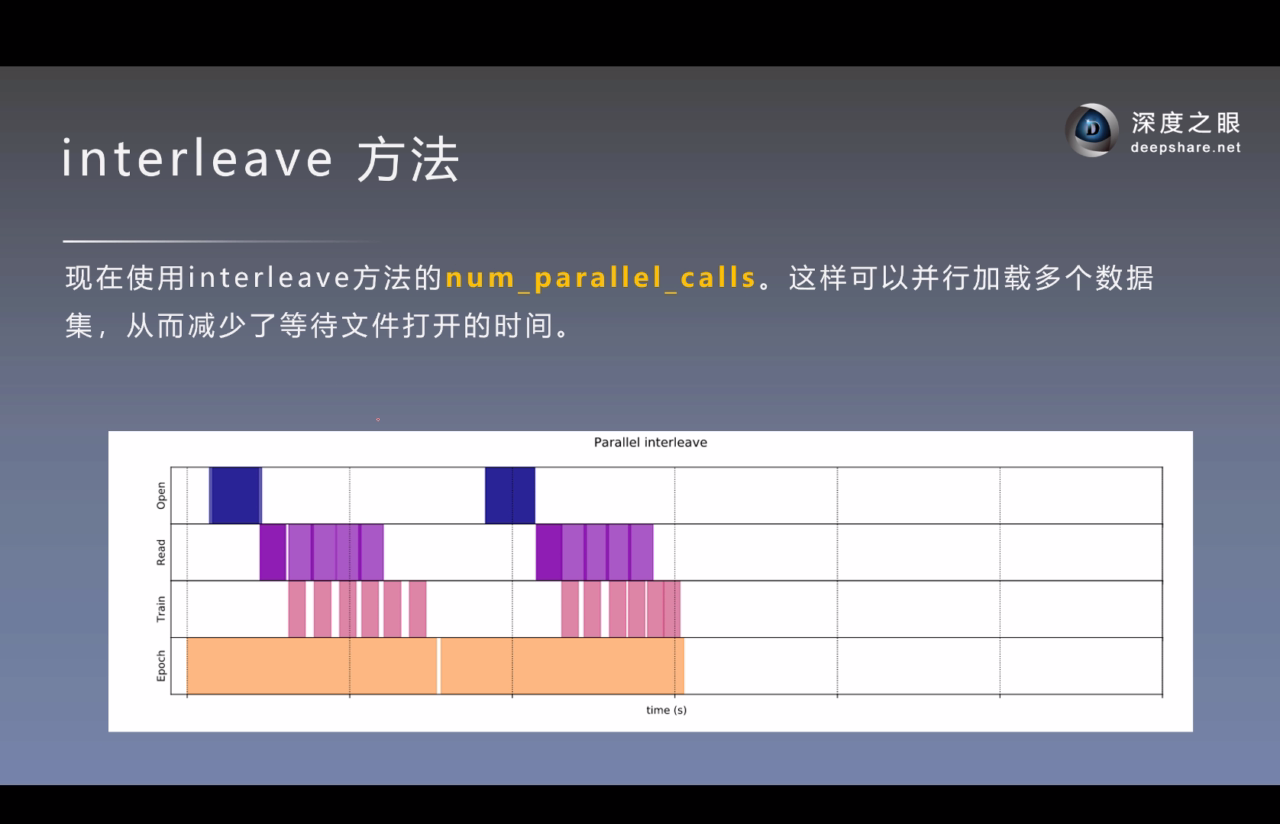 深度之眼
deepshare.net
interleave 方法
现在使用interleave方法的num_parallel_calls。这样可以并行加载多个数据
集，从而减少了等待文件打开的时间。
Parallel interleave
Open
Read
Train
Epoch
time (s)